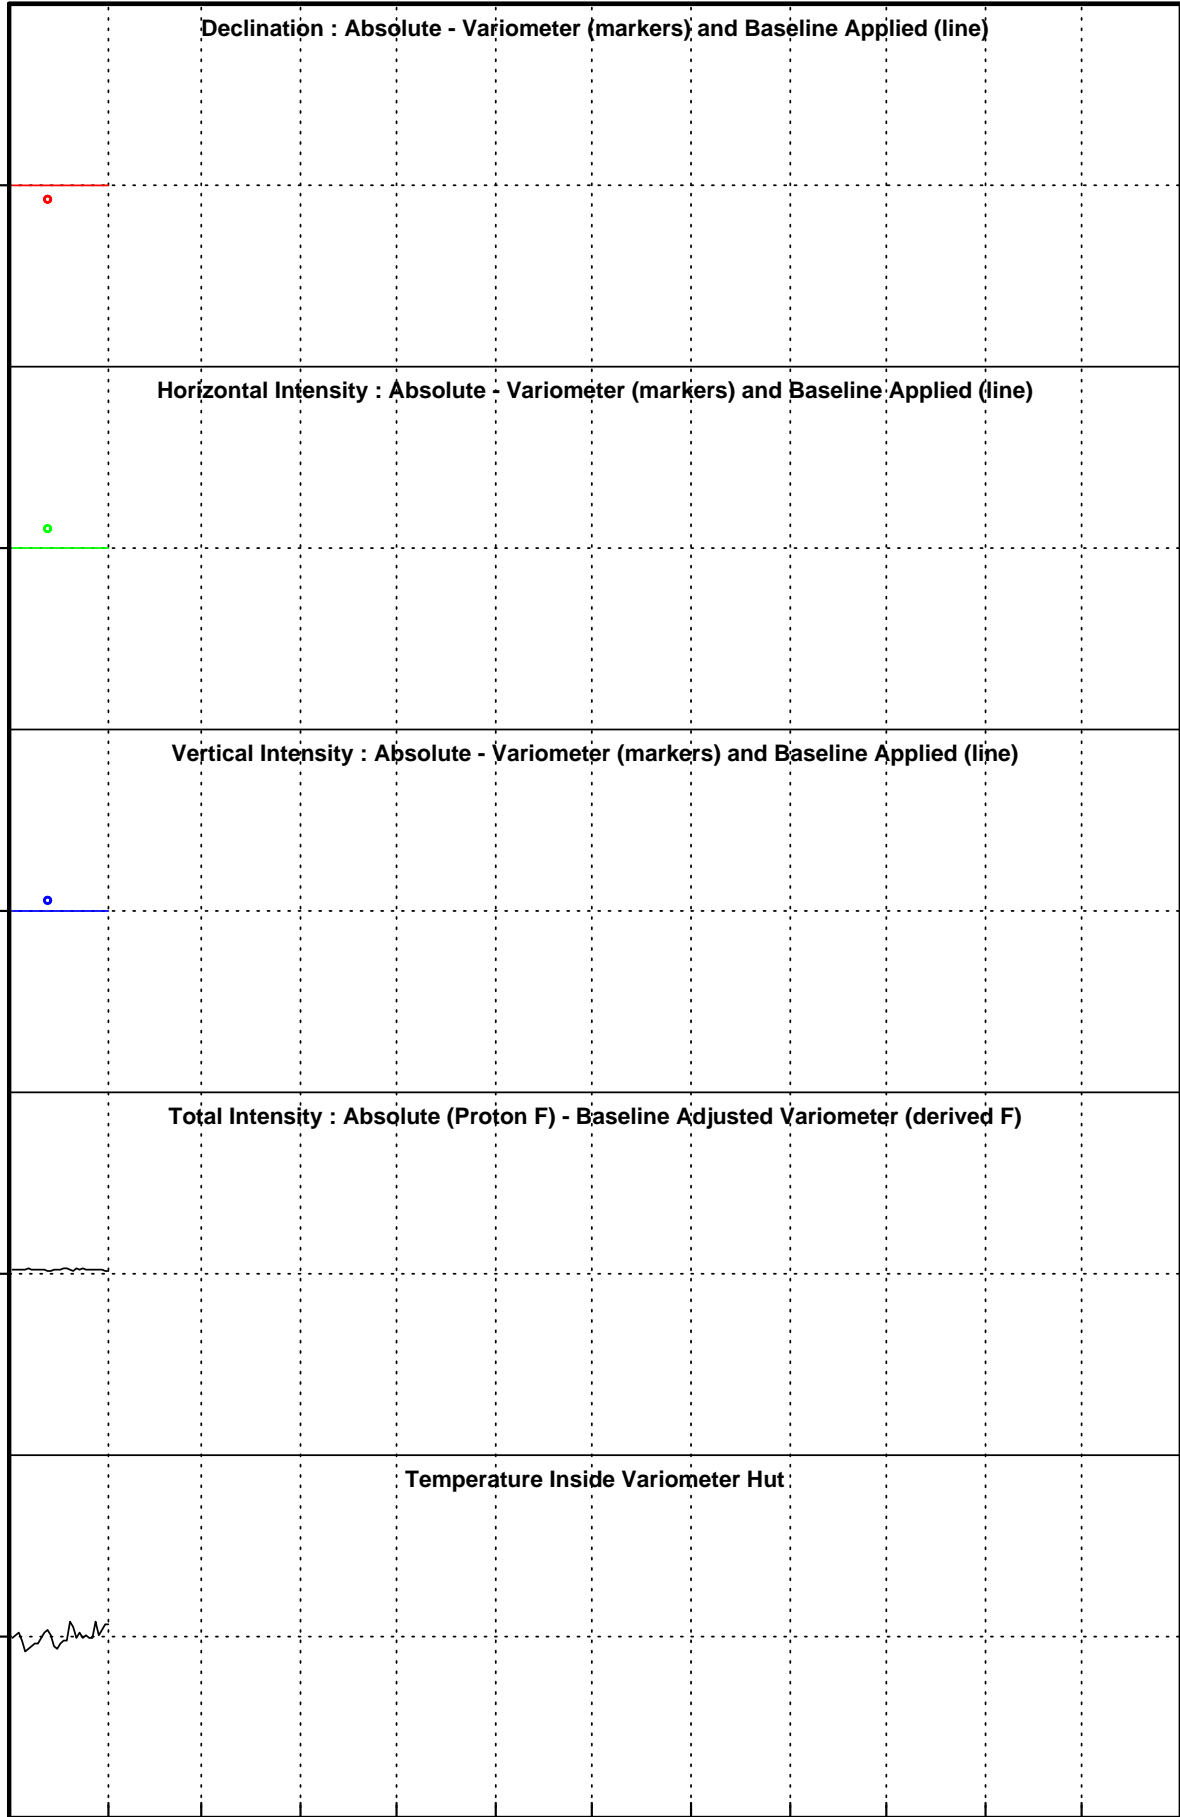 Declination : Absolute - Variometer (markers) and Baseline Applied (line)
Horizontal Intensity : Absolute - Variometer (markers) and Baseline Applied (line)
Vertical Intensity : Absolute - Variometer (markers) and Baseline Applied (line)
Total Intensity : Absolute (Proton F) - Baseline Adjusted Variometer (derived F)
Temperature Inside Variometer Hut